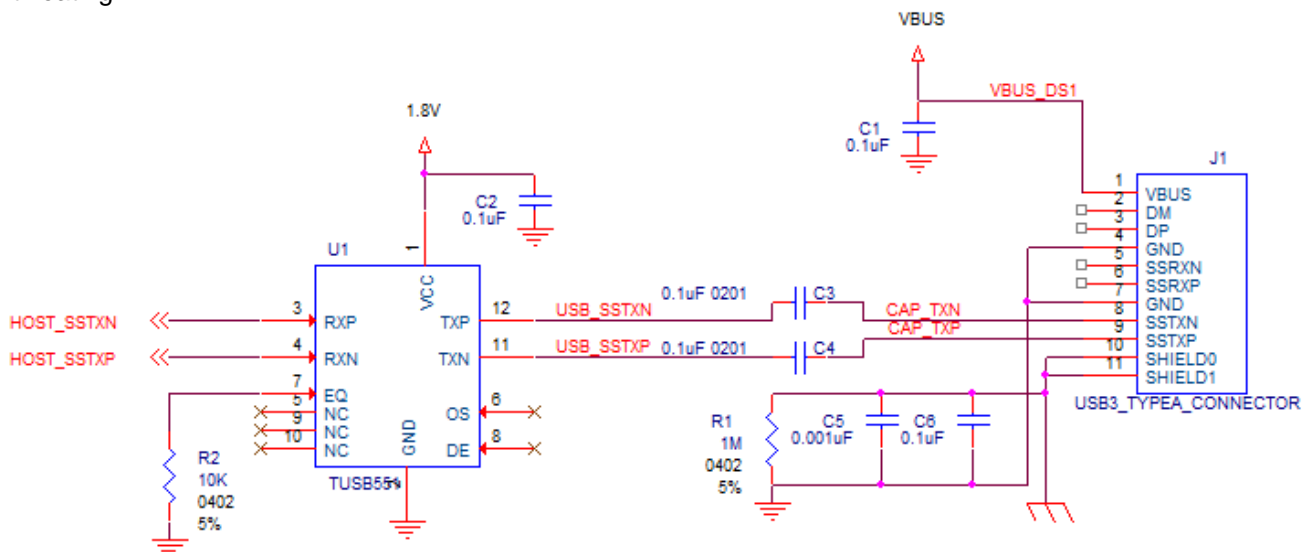 VBUS
VBUS_DS1
1.8V
C1
0.1uF
J1
C2
0.1uF
1
VBUS
2
DM
3
DP
4
GND
5
SSRXN
6
SSRXP
7
GND
8
SSTXN
9
SSTXP
10
SHIELD0
11
SHIELD1
USB3_TYPEA_CONNECTOR
U1
1
VCC
HOST_SSTXN
3
RXP
TXP
12
USB_SSTXN
0.1uF 0201
C3
CAP_TXN
HOST_SSTXP
4
RXN
TXN
11
USB_SSTXP
0.1uF 0201
C4
CAP_TXP
7
EQ
5
NC
9
NC
10
NC
OS
6
DE
8
GND
R2
10K
0402
5%
R1
1M
0402
5%
C5
0.001uF
C6
0.1uF